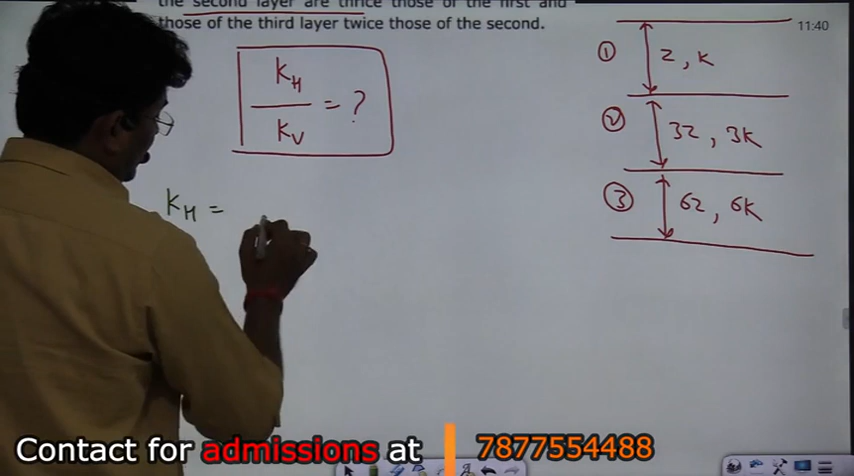 the second layer are thrice those of the first and
those of the third layer twice those of the second.
11:40
K_H / K_V = ?
① z, k
② 3z, 3k
③ 6z, 6k
K_H =
Contact for admissions at 7877554488